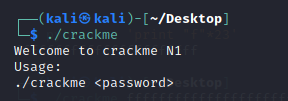 ┌──(kali㉿kali)-[~/Desktop]
└─$ ./crackme
Welcome to crackme N1
Usage:
./crackme <password>